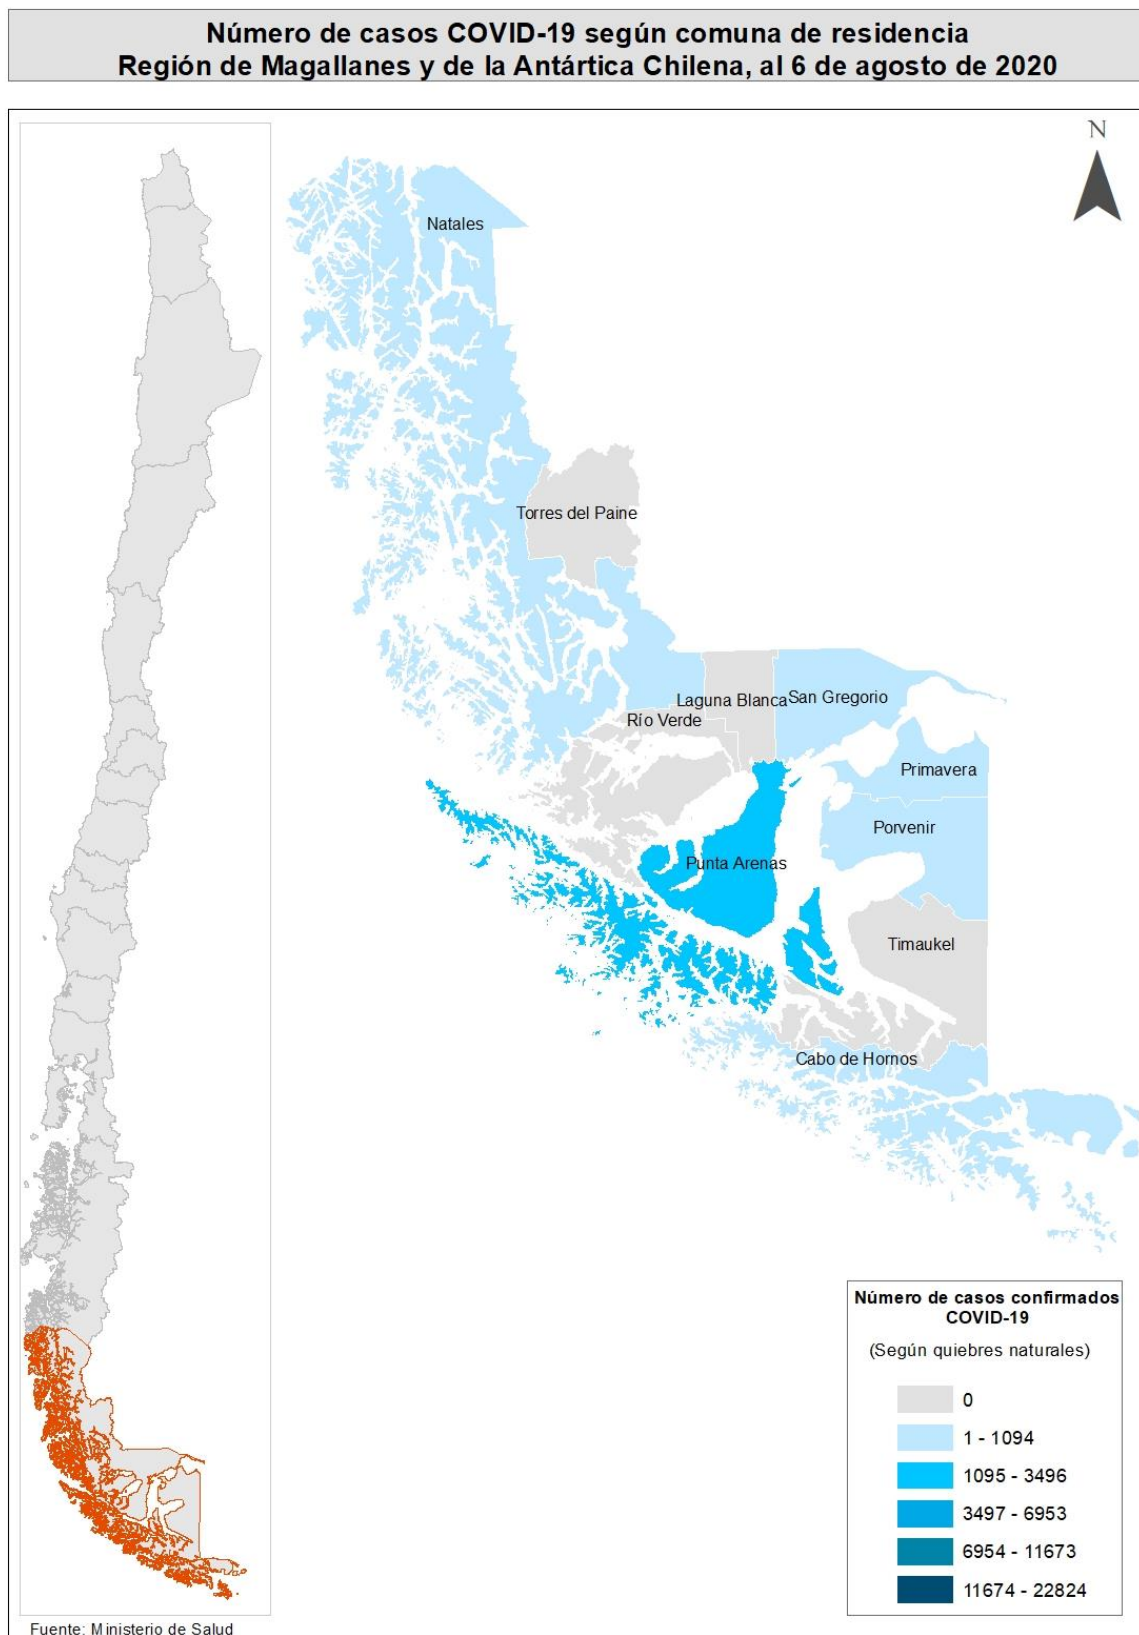 Número de casos COVID-19 según comuna de residencia
Región de Magallanes y de la Antártica Chilena, al 6 de agosto de 2020
N
Natales
Torres del Paine
Laguna Blanca
San Gregorio
Río Verde
Primavera
Porvenir
Punta Arenas
Timaukel
Cabo de Hornos
Número de casos confirmados
COVID-19
(Según quiebres naturales)
0
1 - 1094
1095 - 3496
3497 - 6953
6954 - 11673
11674 - 22824
Fuente: Ministerio de Salud